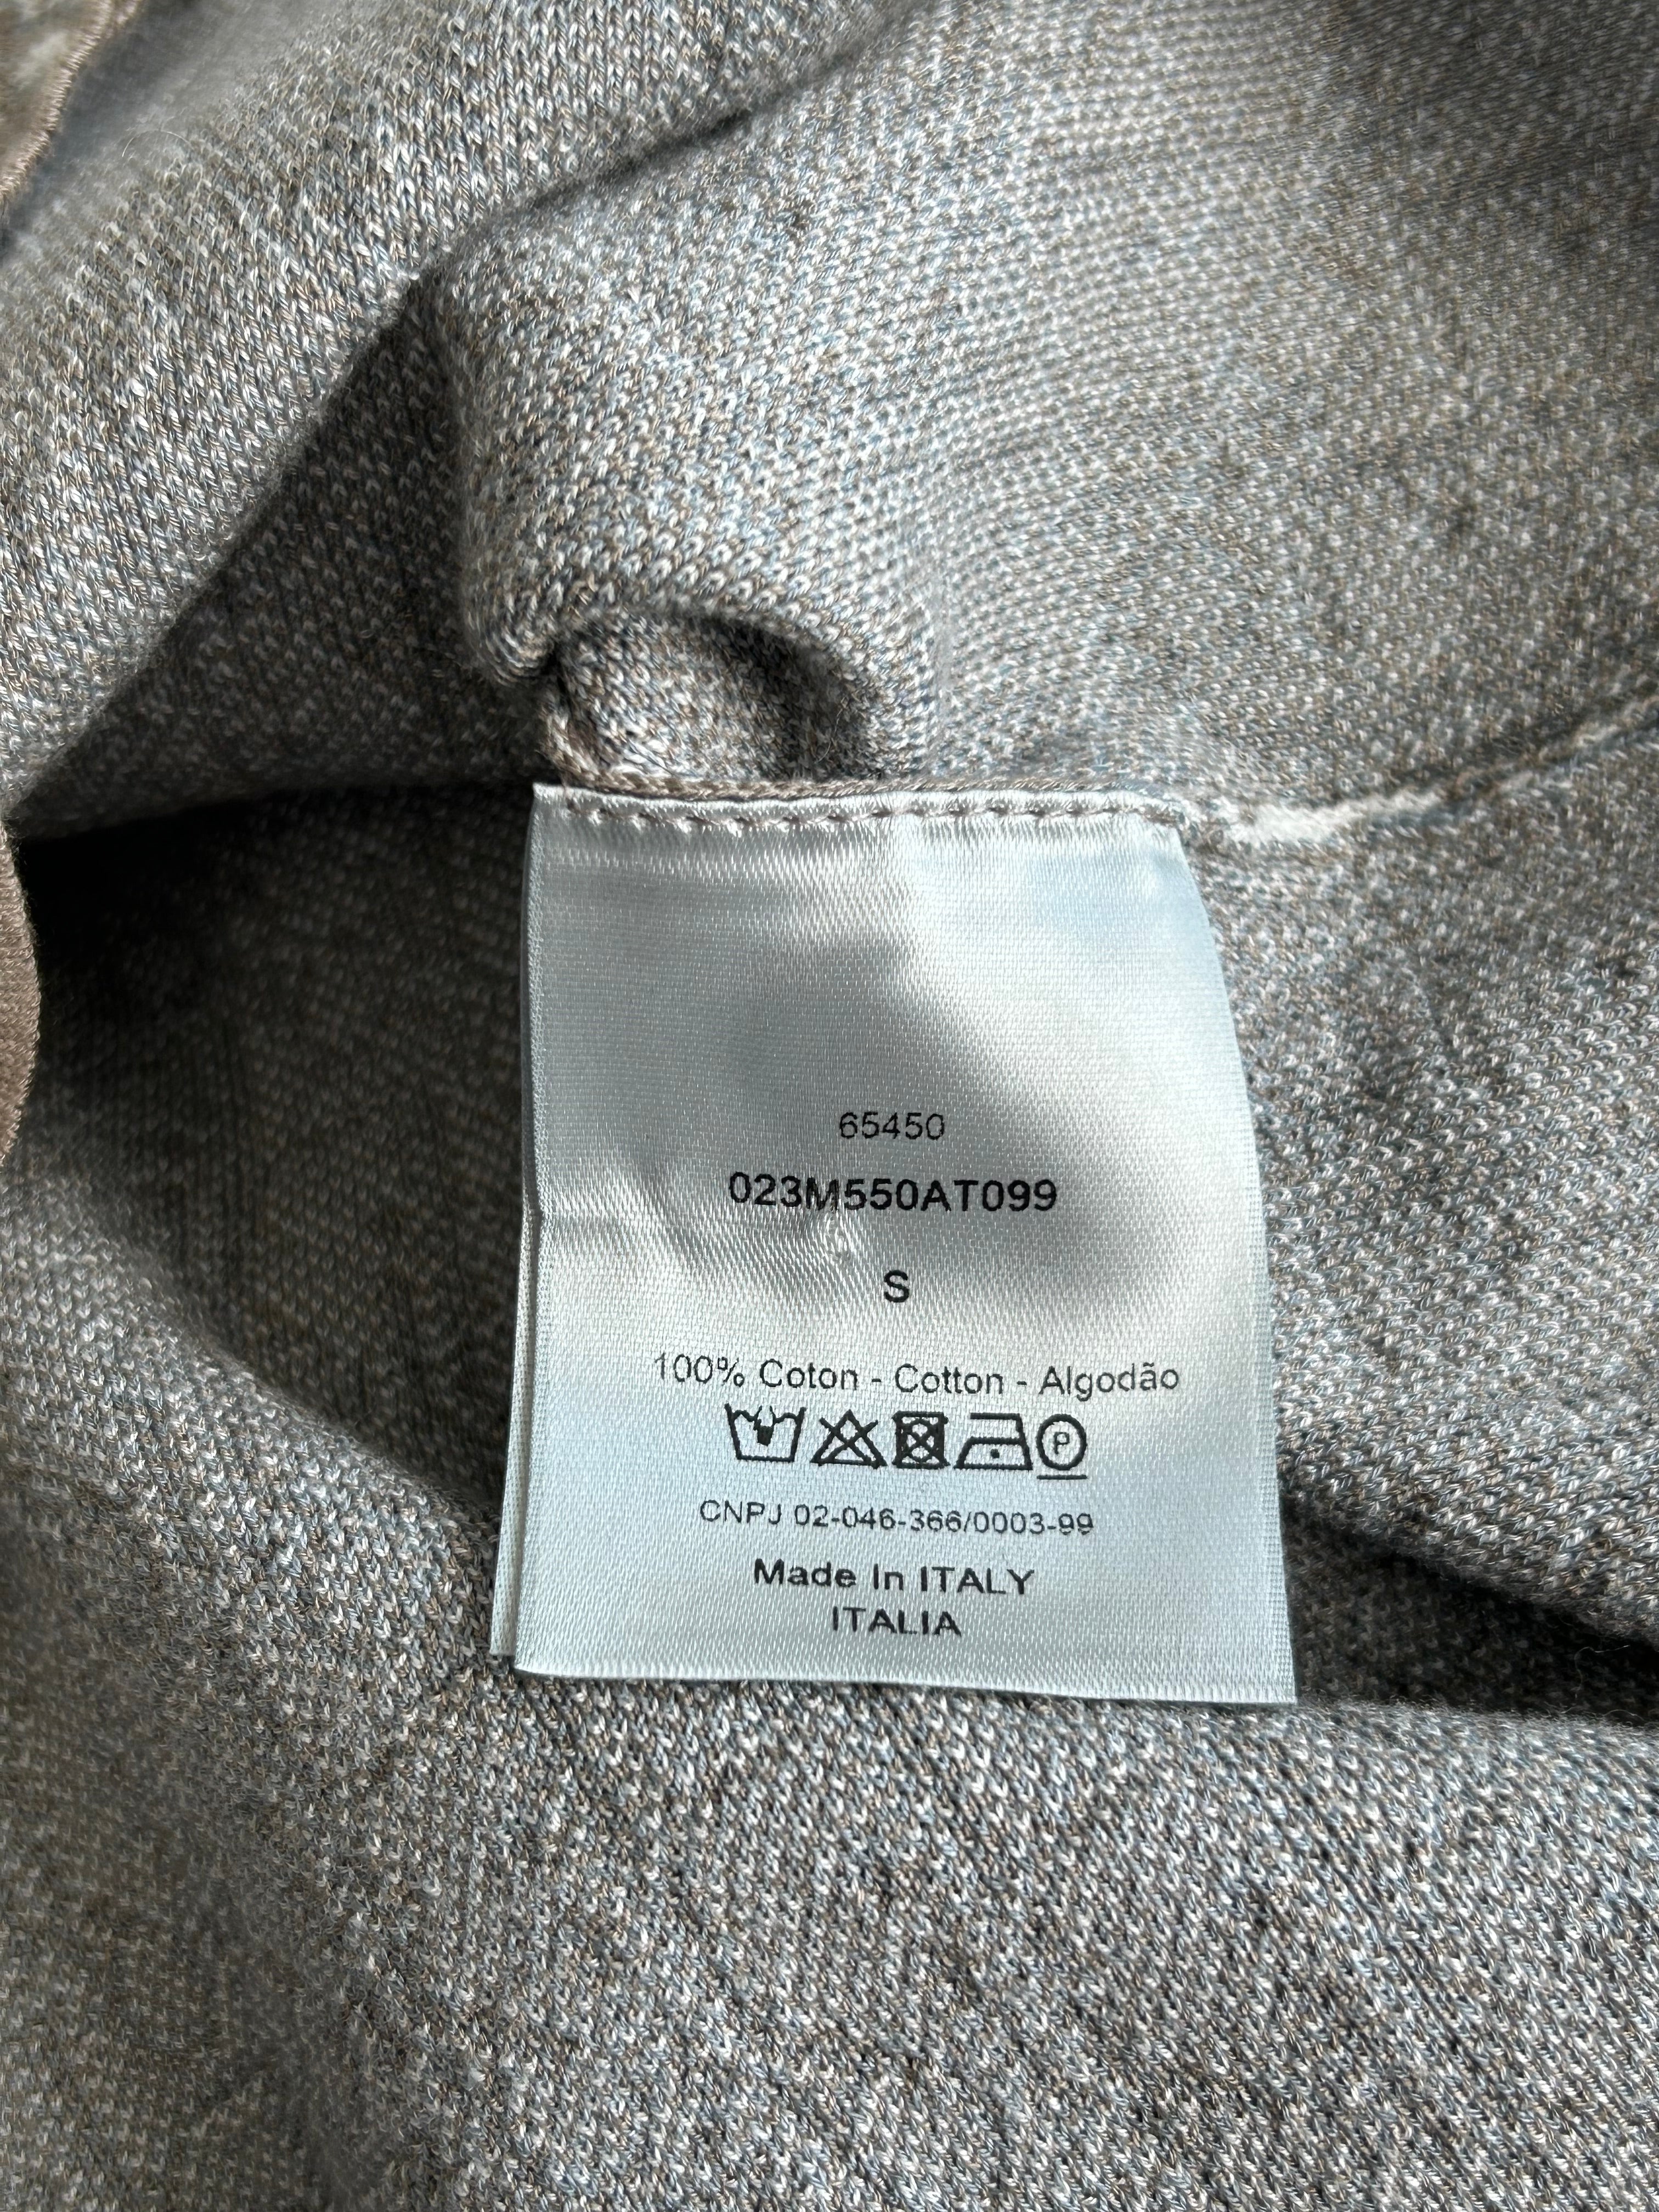 65450
023M550AT099
S
100% Coton - Cotton - Algodão
P
CNPJ 02-046-366/0003-99
Made In ITALY
ITALIA